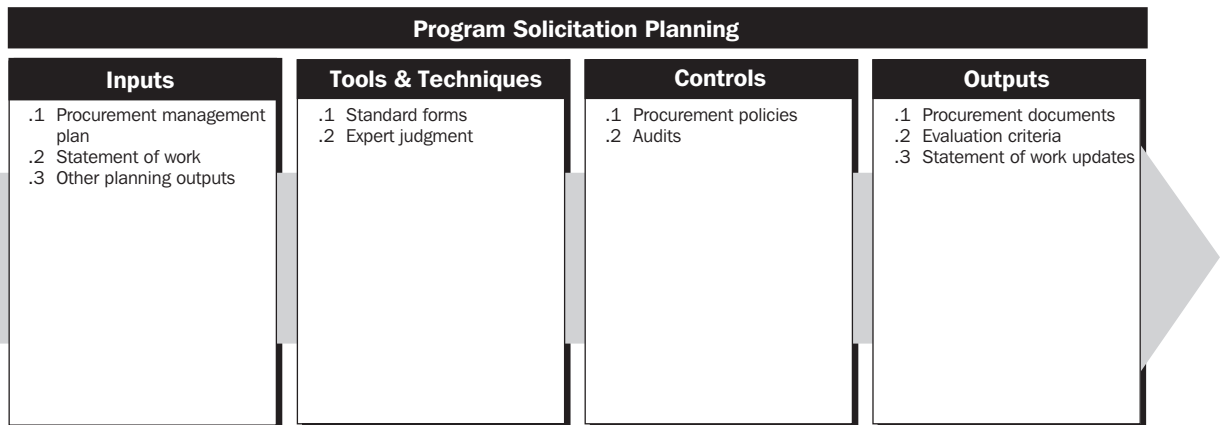 Program Solicitation Planning
Inputs
.1 Procurement management
plan
.2 Statement of work
.3 Other planning outputs
Tools & Techniques
.1 Standard forms
.2 Expert judgment
Controls
.1 Procurement policies
.2 Audits
Outputs
.1 Procurement documents
.2 Evaluation criteria
.3 Statement of work updates